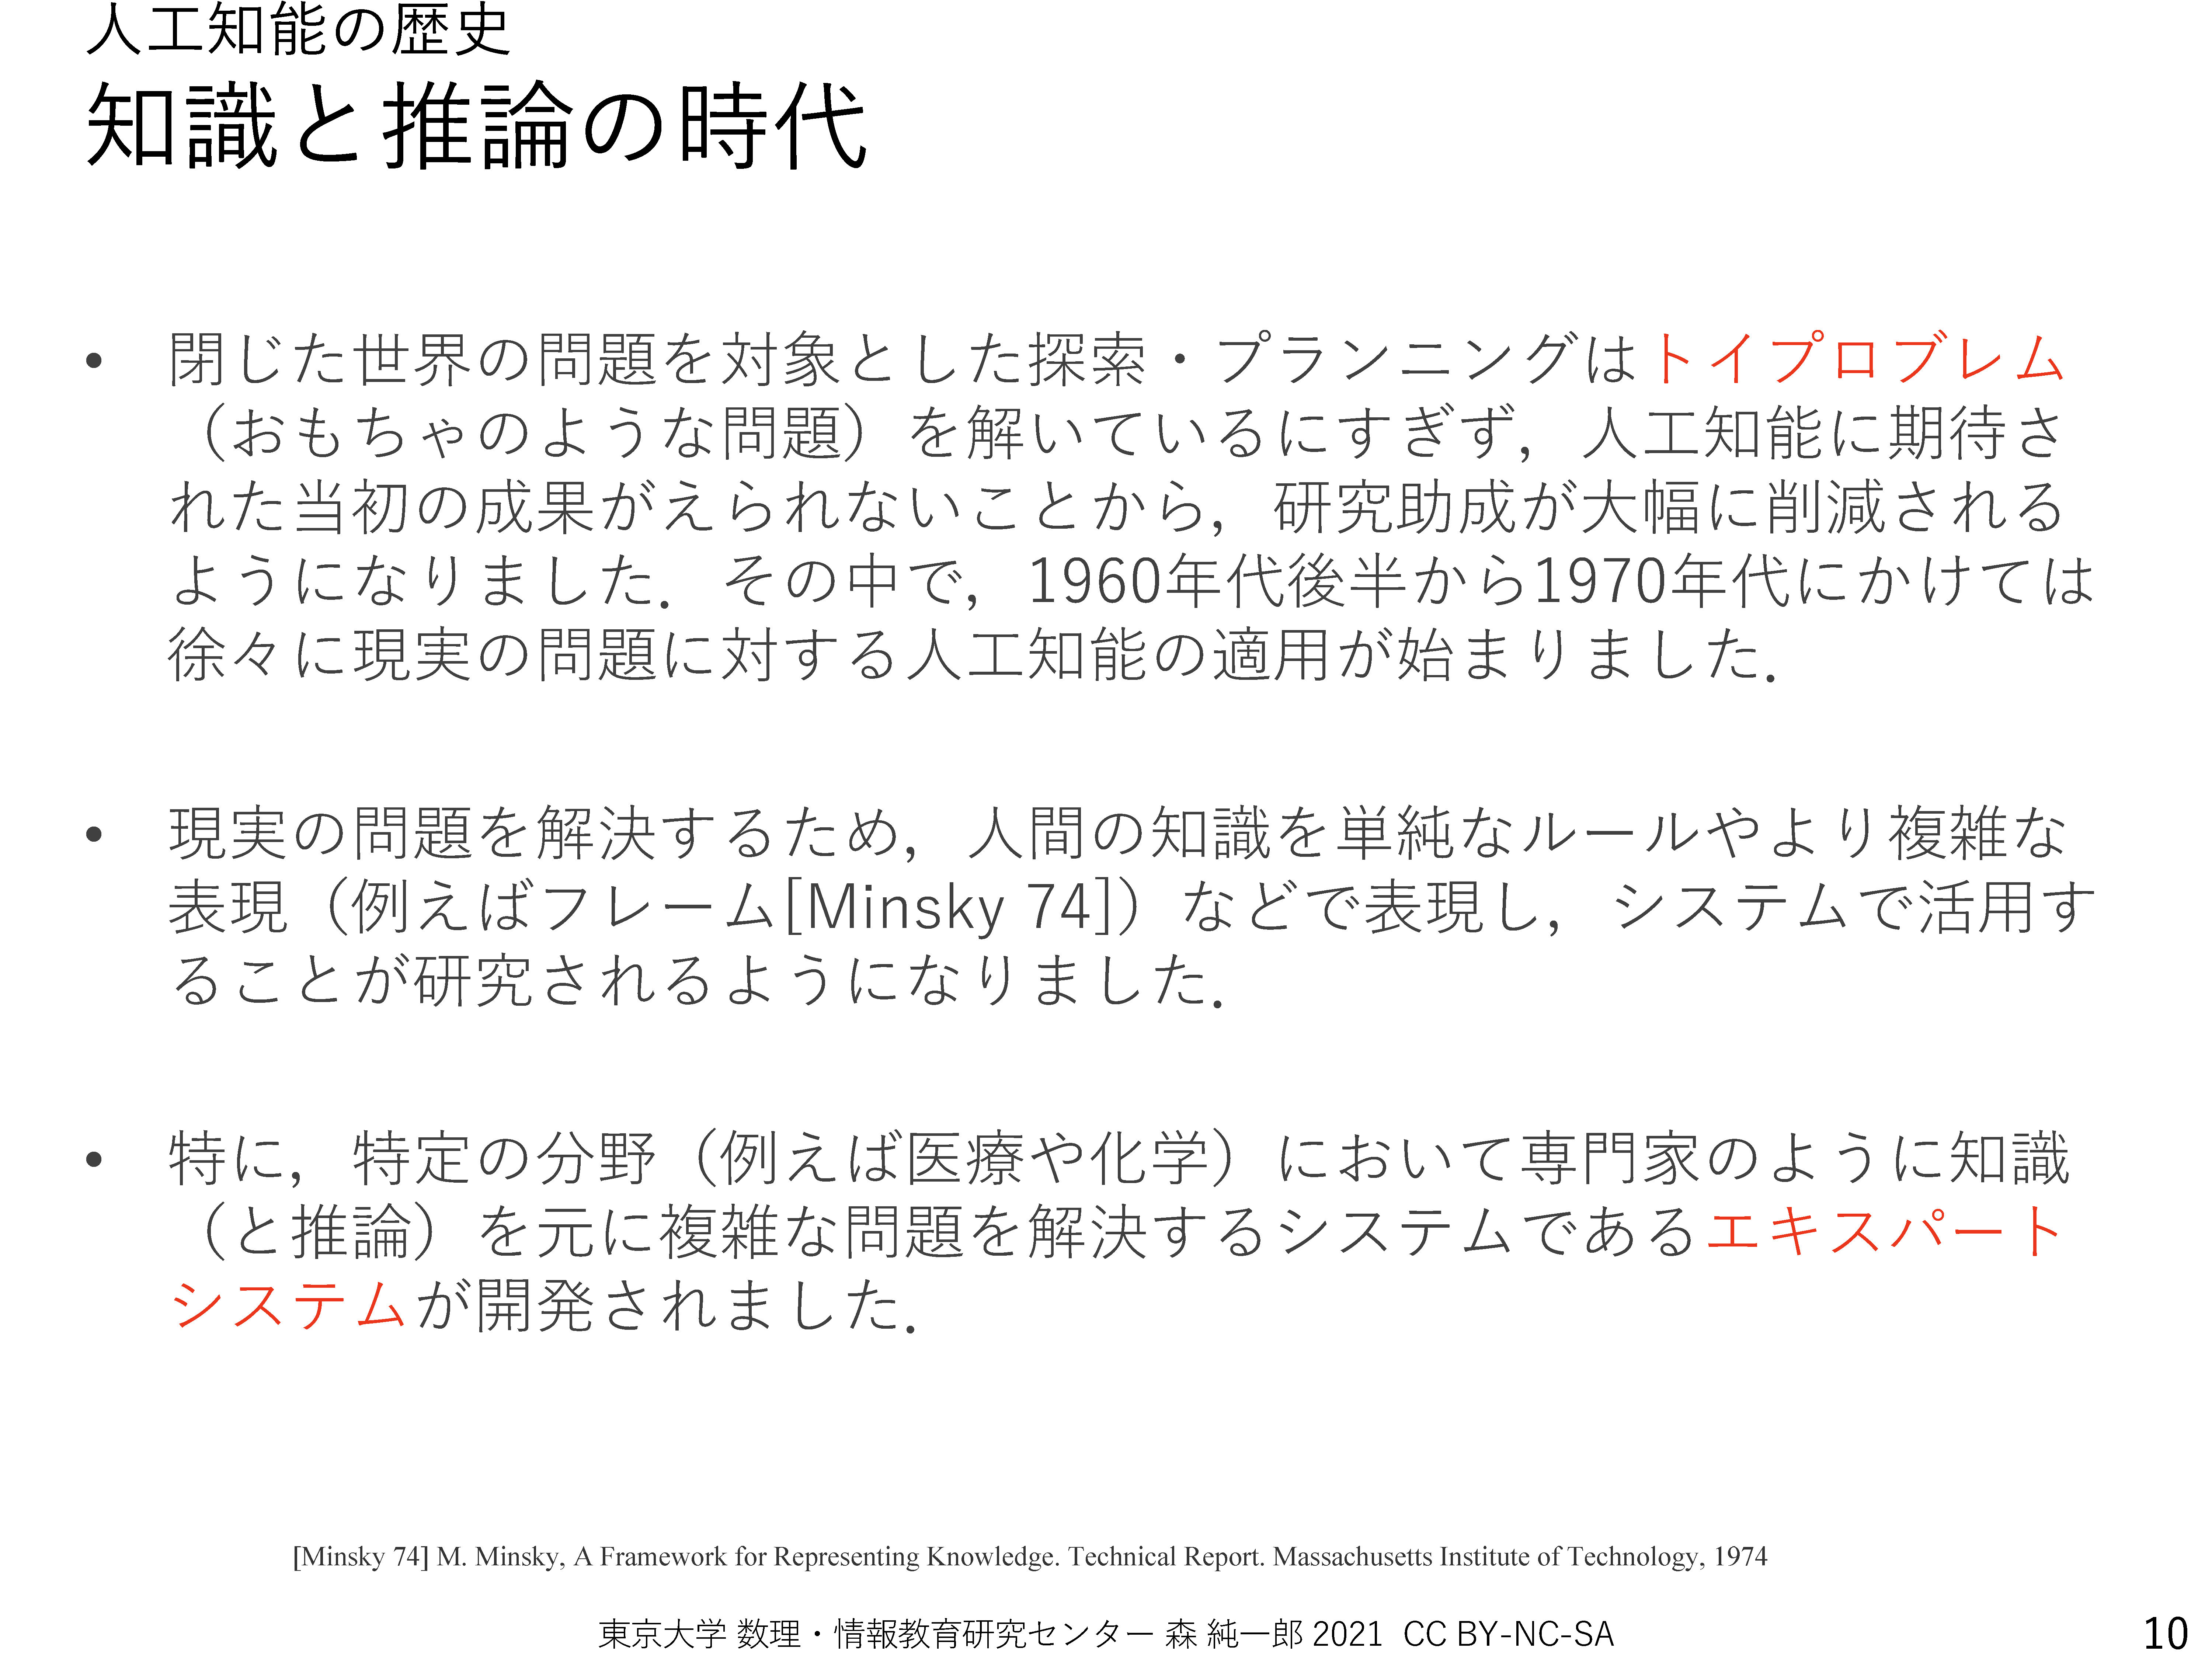 人工知能の歴史
知識と推論の時代
• 閉じた世界の問題を対象とした探索・プランニングはトイプロブレム
（おもちゃのような問題）を解いているにすぎず，人工知能に期待さ
れた当初の成果がえられないことから，研究助成が大幅に削減される
ようになりました．その中で，1960年代後半から1970年代にかけては
徐々に現実の問題に対する人工知能の適用が始まりました．
• 現実の問題を解決するため，人間の知識を単純なルールやより複雑な
表現（例えばフレーム[Minsky 74]）などで表現し，システムで活用す
ることが研究されるようになりました．
• 特に，特定の分野（例えば医療や化学）において専門家のように知識
（と推論）を元に複雑な問題を解決するシステムであるエキスパート
システムが開発されました．
[Minsky 74] M. Minsky, A Framework for Representing Knowledge. Technical Report. Massachusetts Institute of Technology, 1974
東京大学 数理・情報教育研究センター 森 純一郎 2021 CC BY-NC-SA
10